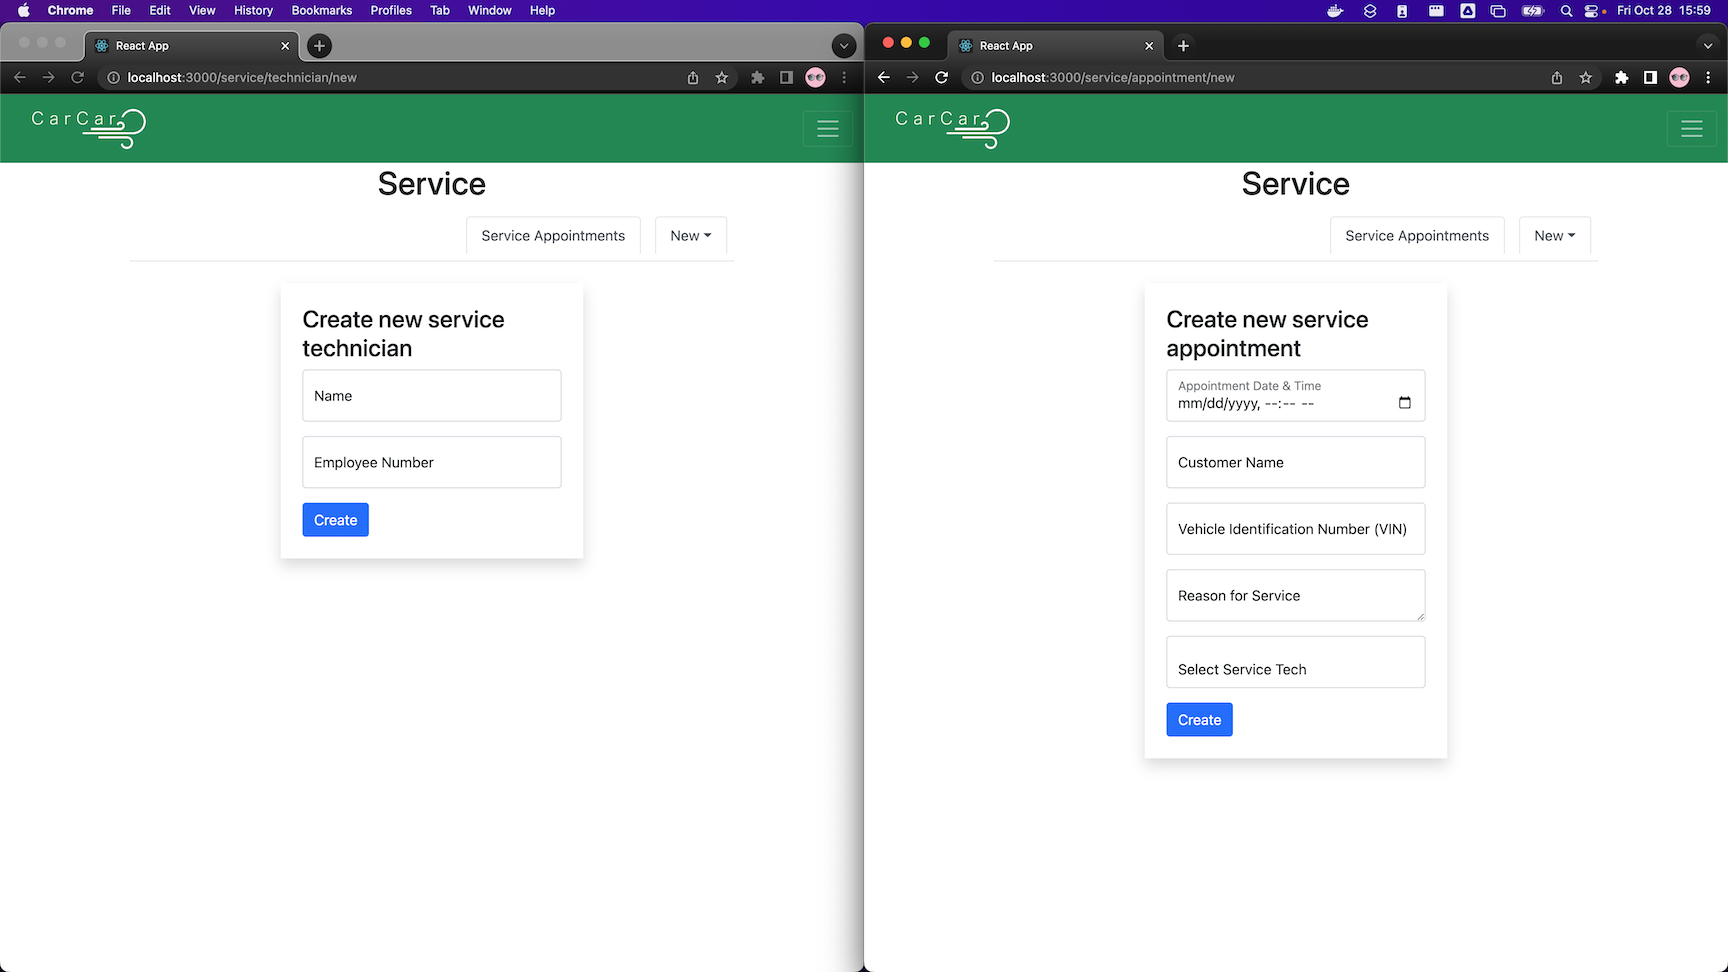 Chrome File Edit View History Bookmarks Profiles Tab Window Help
Fri Oct 28 15:59
React App
localhost:3000/service/technician/new
CarCar
Service
Service Appointments
New
Create new service
technician
Name
Employee Number
Create
React App
localhost:3000/service/appointment/new
CarCar
Service
Service Appointments
New
Create new service
appointment
Appointment Date & Time
mm/dd/yyyy, --:-- --
Customer Name
Vehicle Identification Number (VIN)
Reason for Service
Select Service Tech
Create